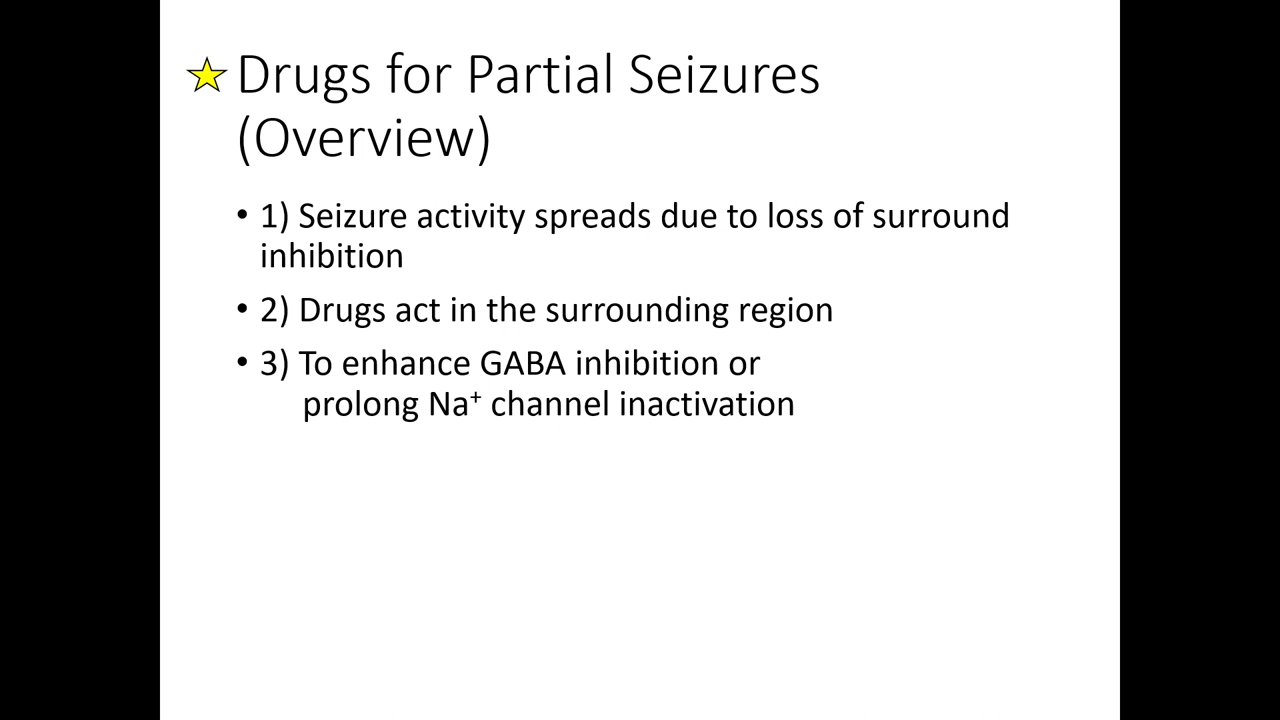 Drugs for Partial Seizures
(Overview)
• 1) Seizure activity spreads due to loss of surround
inhibition
• 2) Drugs act in the surrounding region
• 3) To enhance GABA inhibition or
prolong Na⁺ channel inactivation